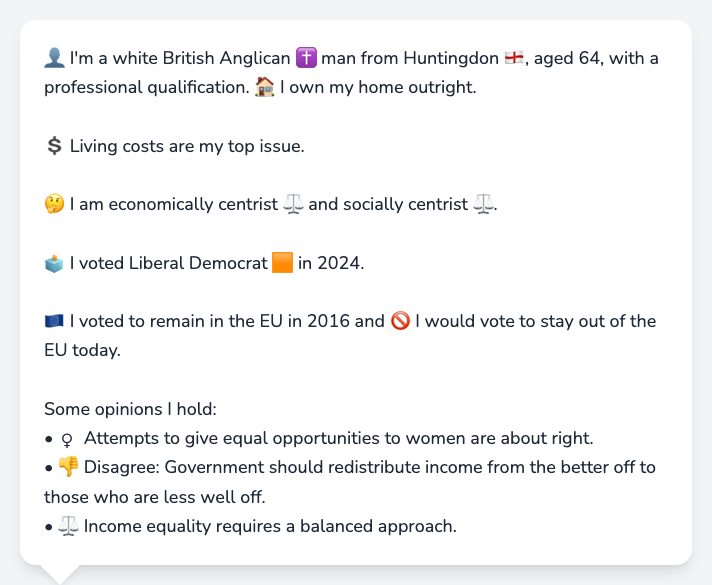 👤 I'm a white British Anglican ✝️ man from Huntingdon 🏴󠁧󠁢󠁥󠁮󠁧󠁿, aged 64, with a
professional qualification. 🏠 I own my home outright.
💲 Living costs are my top issue.
🤔 I am economically centrist ⚖️ and socially centrist ⚖️.
🗳️ I voted Liberal Democrat 🟧 in 2024.
🇪🇺 I voted to remain in the EU in 2016 and 🚫 I would vote to stay out of the
EU today.
Some opinions I hold:
• ♀ Attempts to give equal opportunities to women are about right.
• 👎 Disagree: Government should redistribute income from the better off to
those who are less well off.
• ⚖️ Income equality requires a balanced approach.